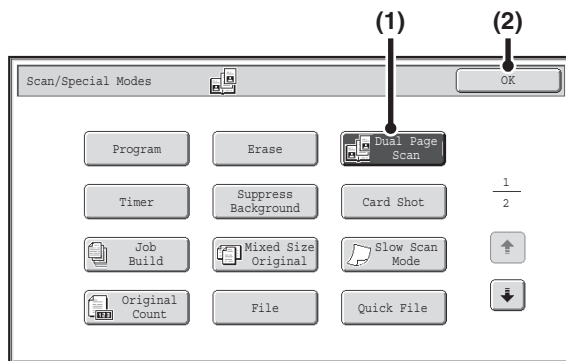 (1) (2)
Scan/Special Modes OK
Program Erase Dual Page
Scan
Timer Suppress
Background Card Shot 1
2
Job
Build Mixed Size
Original Slow Scan
Mode
123 Original
Count File Quick File